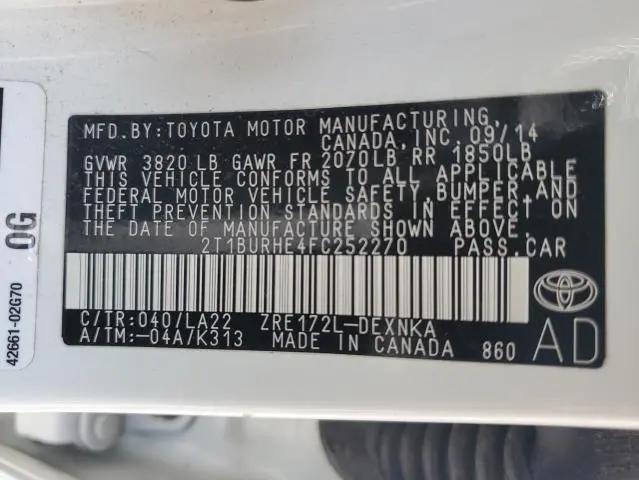 MFD. BY: TOYOTA MOTOR MANUFACTURING,
CANADA, INC. 09/14
GVWR 3820 LB GAWR FR 2070LB RR 1850LB
THIS VEHICLE CONFORMS TO ALL APPLICABLE
FEDERAL MOTOR VEHICLE SAFETY, BUMPER, AND
THEFT PREVENTION STANDARDS IN EFFECT ON
THE DATE OF MANUFACTURE SHOWN ABOVE.
2T1BURHE4FC252270 PASS. CAR
C/TR: 040/LA22 ZRE172L-DEXNKA
A/TM: -04A/K313 MADE IN CANADA 860
AD
0G
42661-02G70